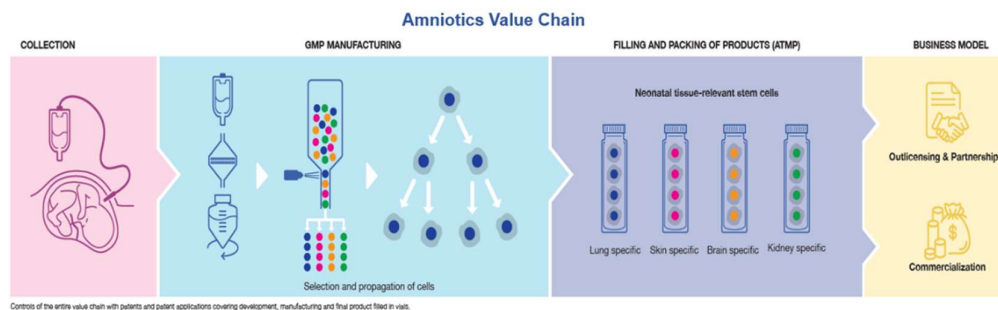 Amniotics Value Chain
COLLECTION
GMP MANUFACTURING
FILLING AND PACKING OF PRODUCTS (ATMP)
BUSINESS MODEL
Neonatal tissue-relevant stem cells
Outlicensing & Partnership
Lung specific
Skin specific
Brain specific
Kidney specific
$
Commercialization
Selection and propagation of cells
Controls of the entire value chain with patents and patent applications covering development, manufacturing and final product filled in vials.